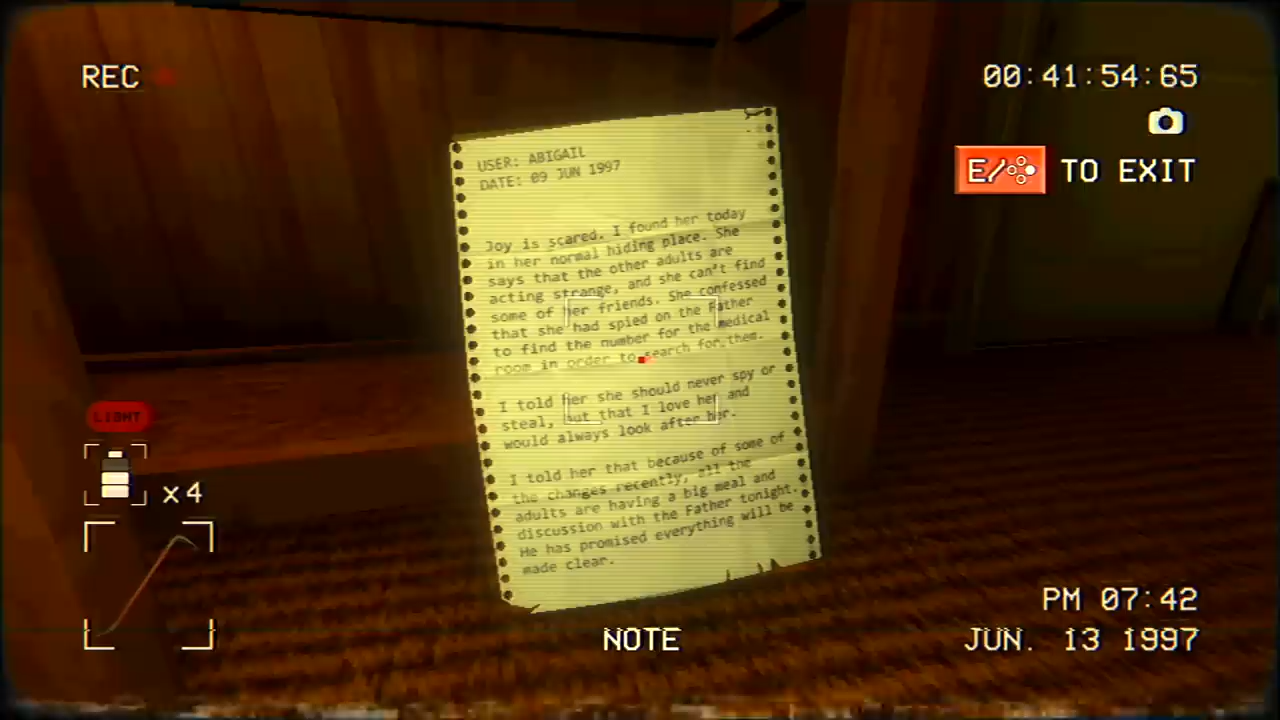 REC
00:41:54:65
E/ TO EXIT
USER: ABIGAIL
DATE: 09 JUN 1997
Joy is scared. I found her today
in her normal hiding place. She
says that the other adults are
acting strange, and she can't find
some of her friends. She confessed
that she had spied on the Father
to find the number for the medical
room in order to search for them.
I told her she should never spy or
steal, but that I love her and
would always look after her.
I told her that because of some of
the changes recently, all the
adults are having a big meal and
discussion with the Father tonight.
He has promised everything will be
made clear.
LIGHT
x4
NOTE
PM 07:42
JUN. 13 1997